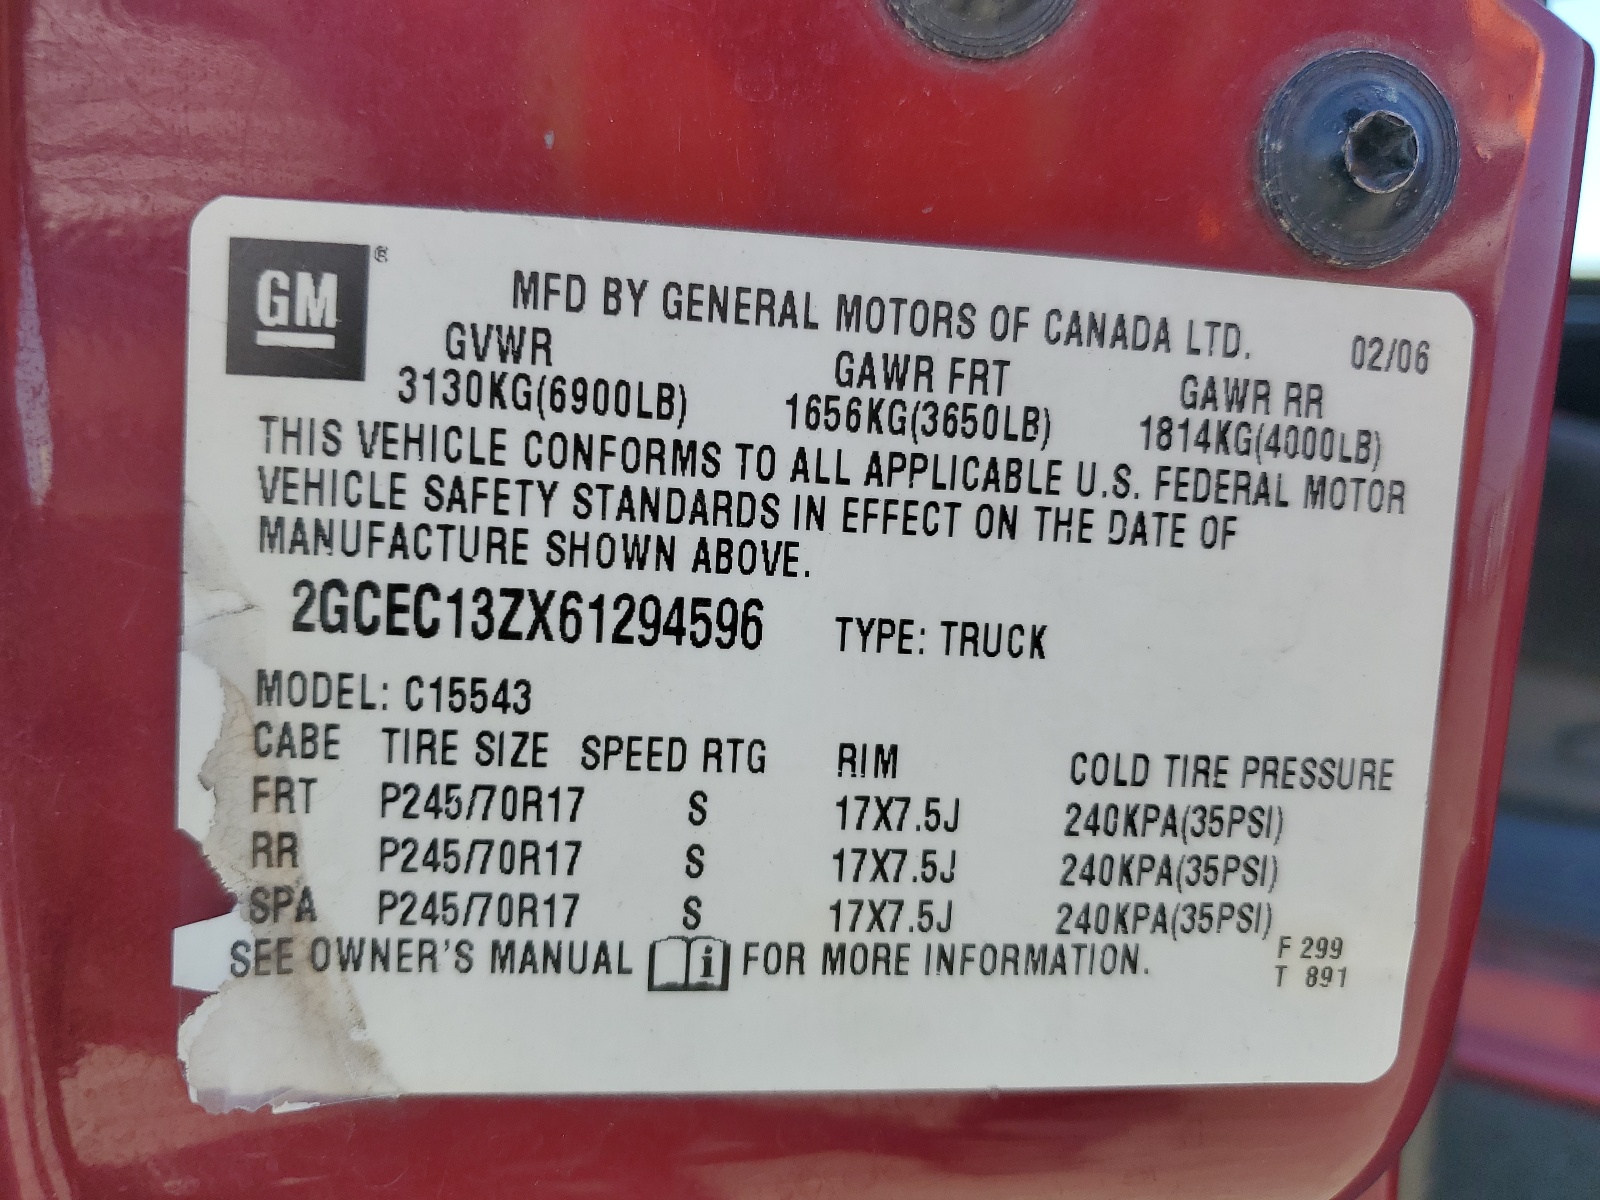 GM ®
MFD BY GENERAL MOTORS OF CANADA LTD. 02/06
GVWR GAWR FRT GAWR RR
3130KG(6900LB) 1656KG(3650LB) 1814KG(4000LB)
THIS VEHICLE CONFORMS TO ALL APPLICABLE U.S. FEDERAL MOTOR
VEHICLE SAFETY STANDARDS IN EFFECT ON THE DATE OF
MANUFACTURE SHOWN ABOVE.
2GCEC13ZX61294596 TYPE: TRUCK
MODEL: C15543
CABE TIRE SIZE SPEED RTG RIM COLD TIRE PRESSURE
FRT P245/70R17 S 17X7.5J 240KPA(35PSI)
RR P245/70R17 S 17X7.5J 240KPA(35PSI)
SPA P245/70R17 S 17X7.5J 240KPA(35PSI)
SEE OWNER'S MANUAL i FOR MORE INFORMATION.
F 299
T 891